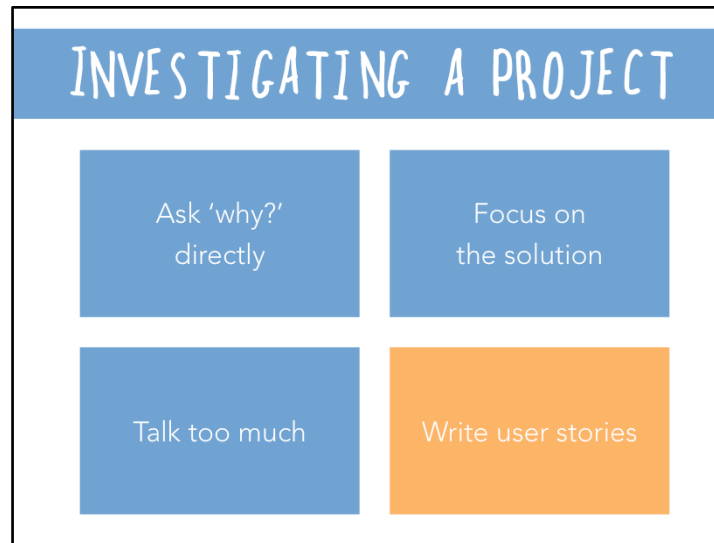 INVESTIGATING A PROJECT
Ask ‘why?’
directly
Focus on
the solution
Talk too much
Write user stories